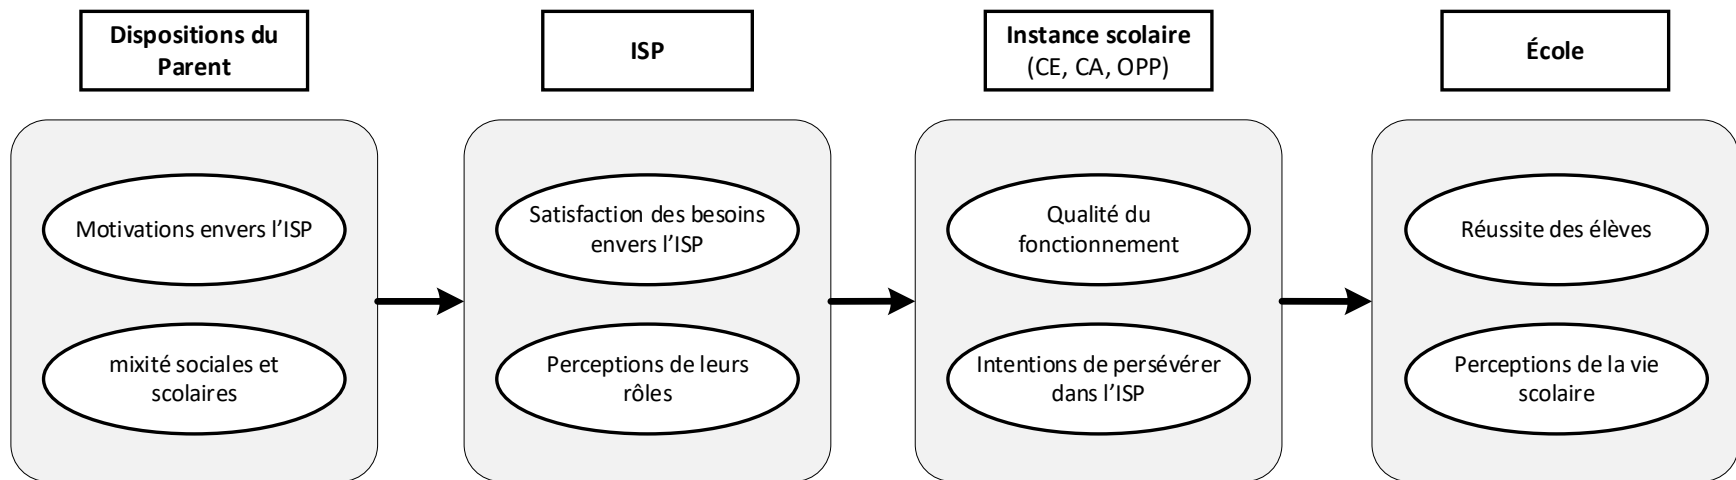 Dispositions du
Parent
ISP
Instance scolaire
(CE, CA, OPP)
École
Motivations envers l’ISP
mixité sociales et
scolaires
Satisfaction des besoins
envers l’ISP
Perceptions de leurs
rôles
Qualité du
fonctionnement
Intentions de persévérer
dans l’ISP
Réussite des élèves
Perceptions de la vie
scolaire